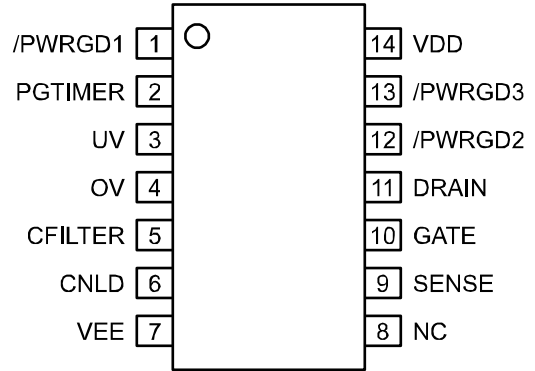 /PWRGD1 1 14 VDD
PGTIMER 2 13 /PWRGD3
UV 3 12 /PWRGD2
OV 4 11 DRAIN
CFILTER 5 10 GATE
CNLD 6 9 SENSE
VEE 7 8 NC